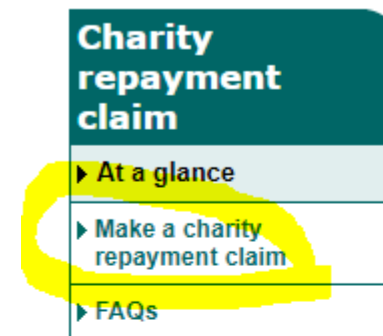 Charity
repayment
claim
At a glance
Make a charity
repayment claim
FAQs